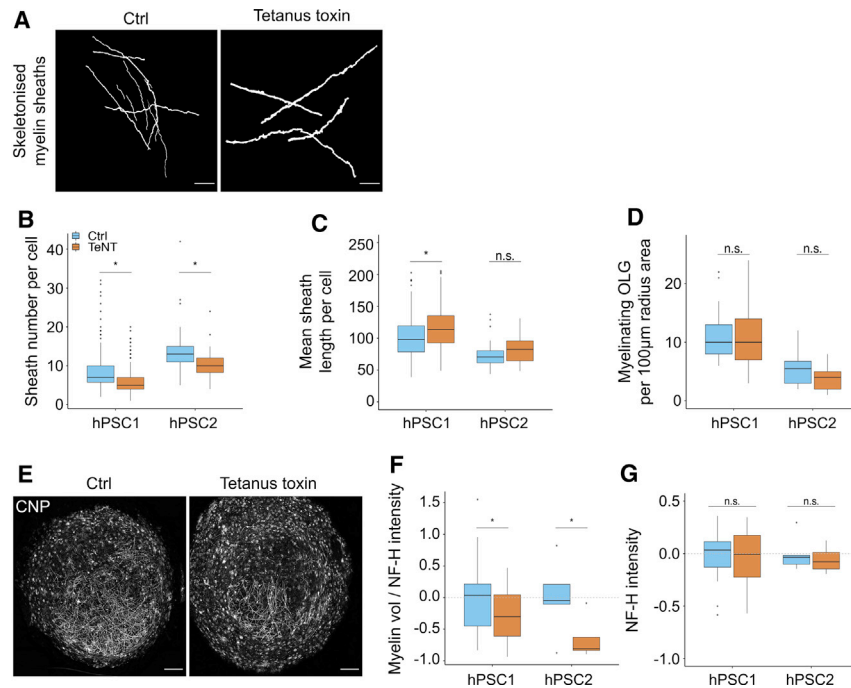 A
Ctrl
Tetanus toxin
Skeletonised
myelin sheaths
B
Ctrl
TeNT
Sheath number per cell
40
30
20
10
0
*
*
hPSC1
hPSC2
C
Mean sheath
length per cell
250
200
150
100
50
0
*
n.s.
hPSC1
hPSC2
D
Myelinating OLG
per 100µm radius area
20
10
0
n.s.
n.s.
hPSC1
hPSC2
E
Ctrl
Tetanus toxin
CNP
F
Myelin vol / NF-H intensity
1.5
1.0
0.5
0.0
-0.5
-1.0
*
*
hPSC1
hPSC2
G
NF-H intensity
0.5
0.0
-0.5
-1.0
n.s.
n.s.
hPSC1
hPSC2